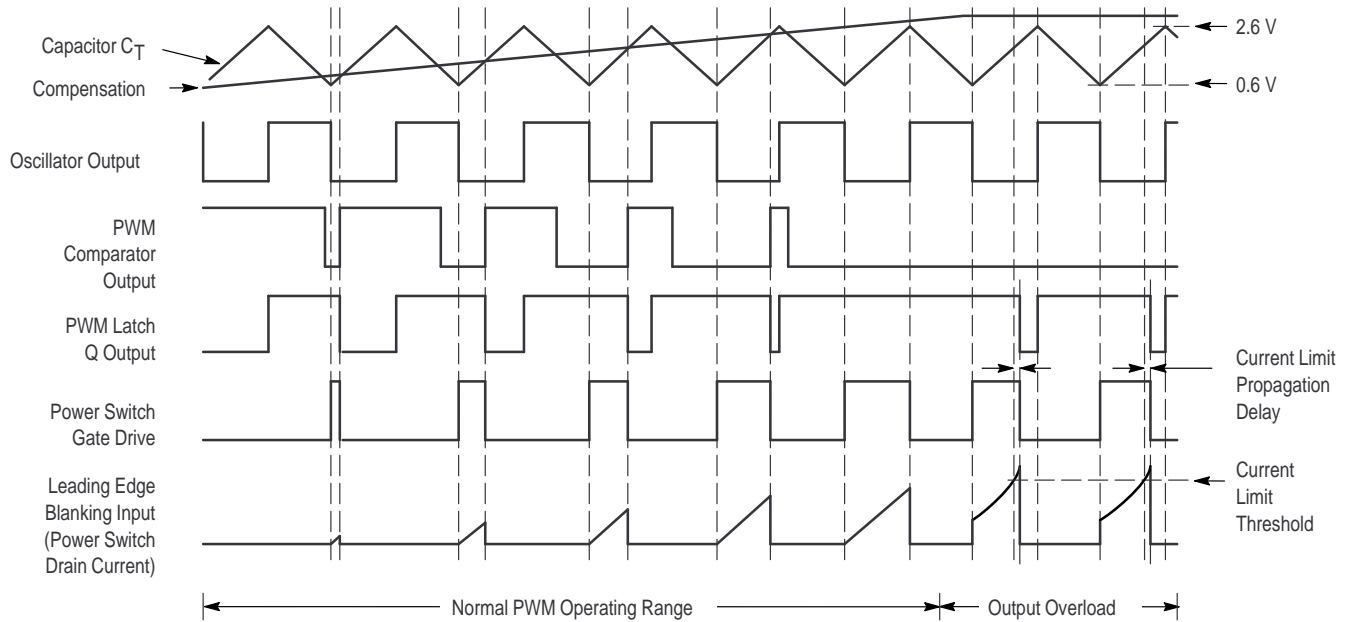 Capacitor CT
Compensation
2.6 V
0.6 V
Oscillator Output
PWM
Comparator
Output
PWM Latch
Q Output
Current Limit
Propagation
Delay
Power Switch
Gate Drive
Leading Edge
Blanking Input
(Power Switch
Drain Current)
Current
Limit
Threshold
Normal PWM Operating Range
Output Overload